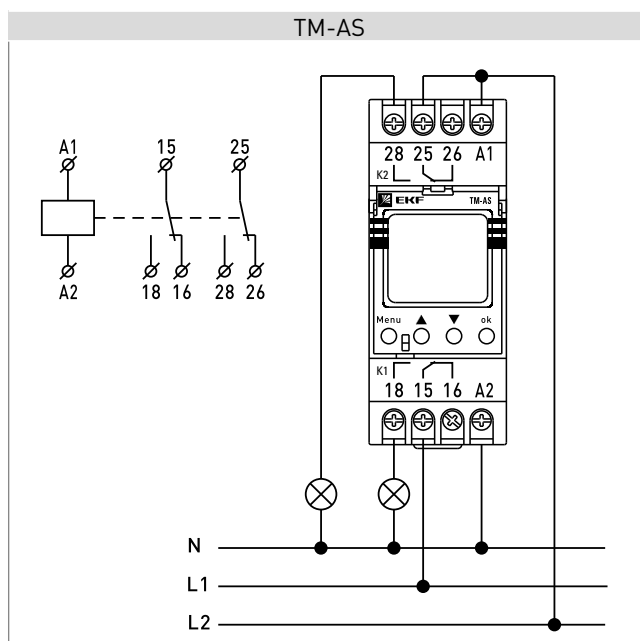 TM-AS
A1 15 25
A2 18 16 28 26
28 25 26 A1
K2
EKF TM-AS
Menu ▲ ▼ ok
K1
18 15 16 A2
N
L1
L2